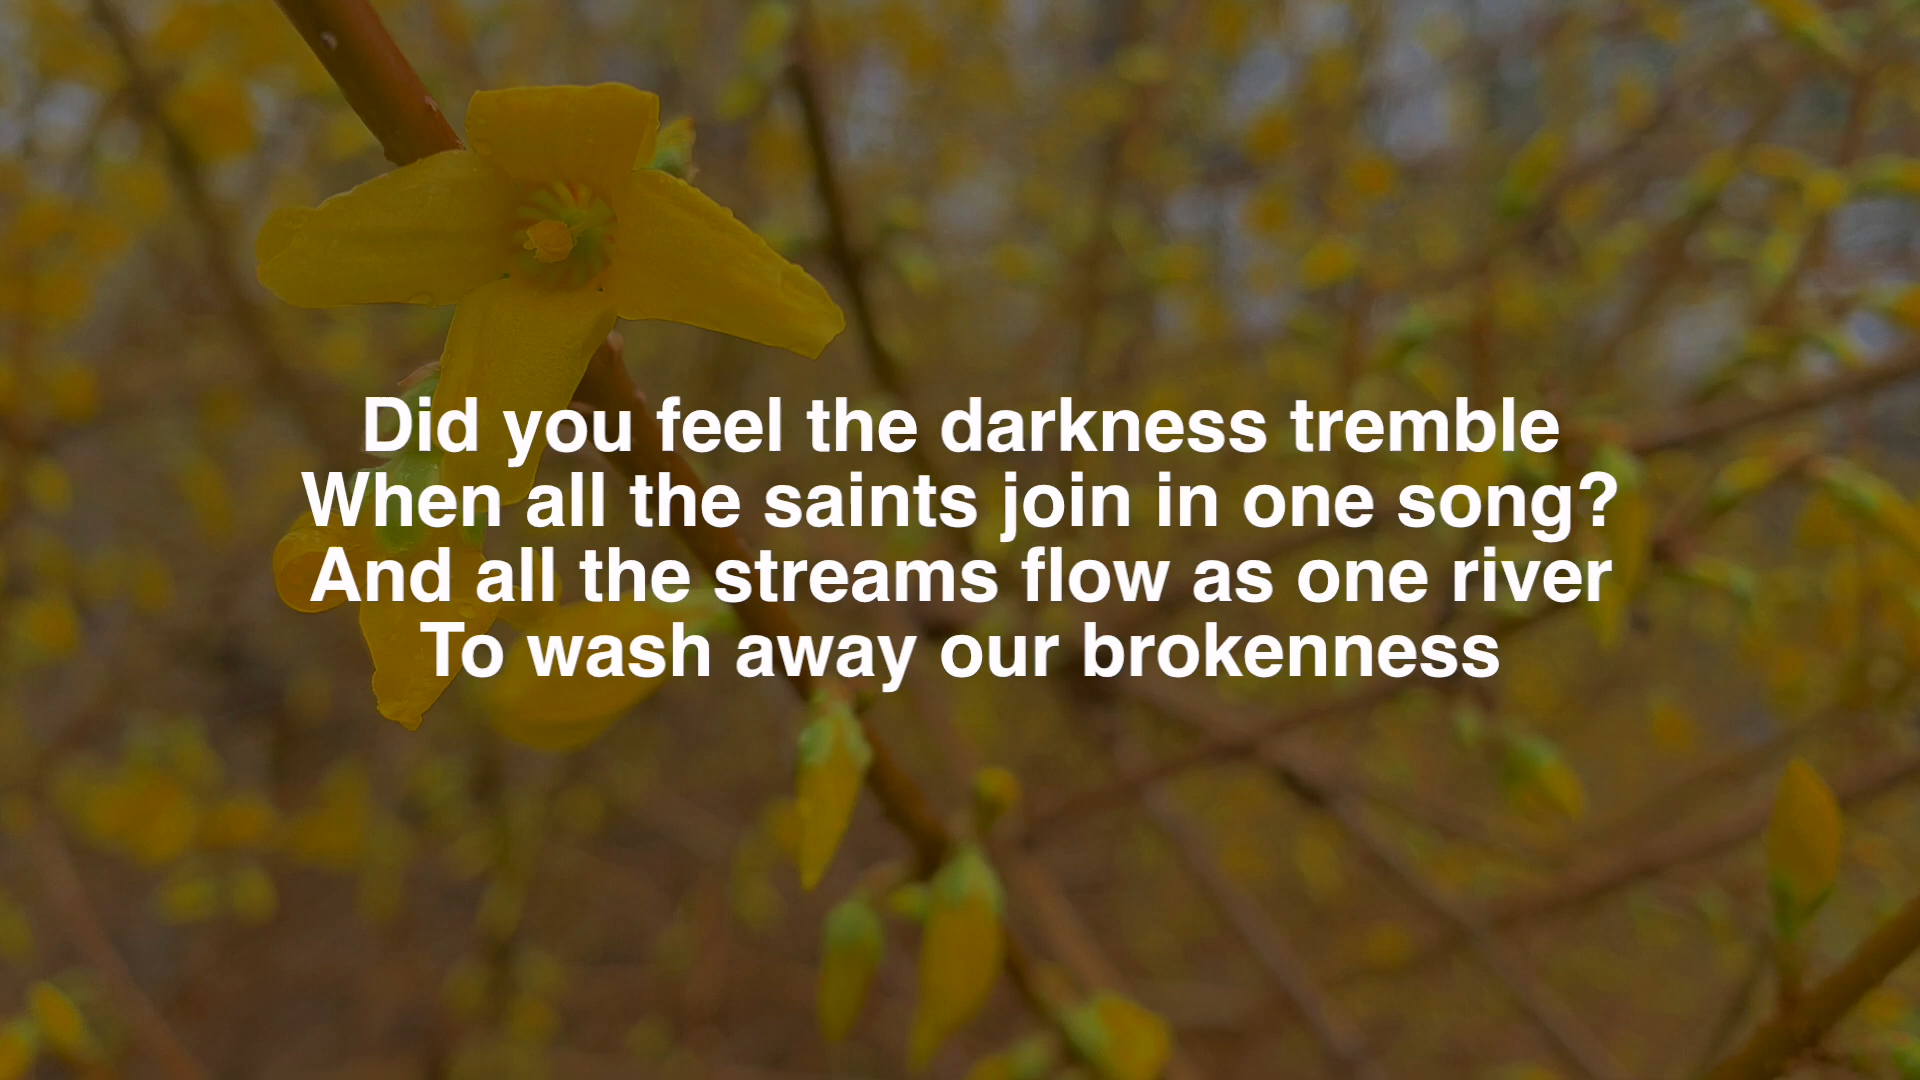 Did you feel the darkness tremble
When all the saints join in one song?
And all the streams flow as one river
To wash away our brokenness